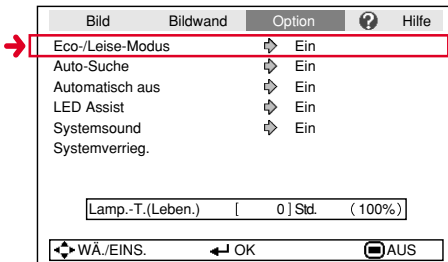 Bild Bildwand Option ? Hilfe
Eco-/Leise-Modus Ein
Auto-Suche Ein
Automatisch aus Ein
LED Assist Ein
Systemsound Ein
Systemverrieg.
Lamp.-T.(Leben.) [ 0 ] Std. ( 100% )
WÄ./EINS. OK AUS